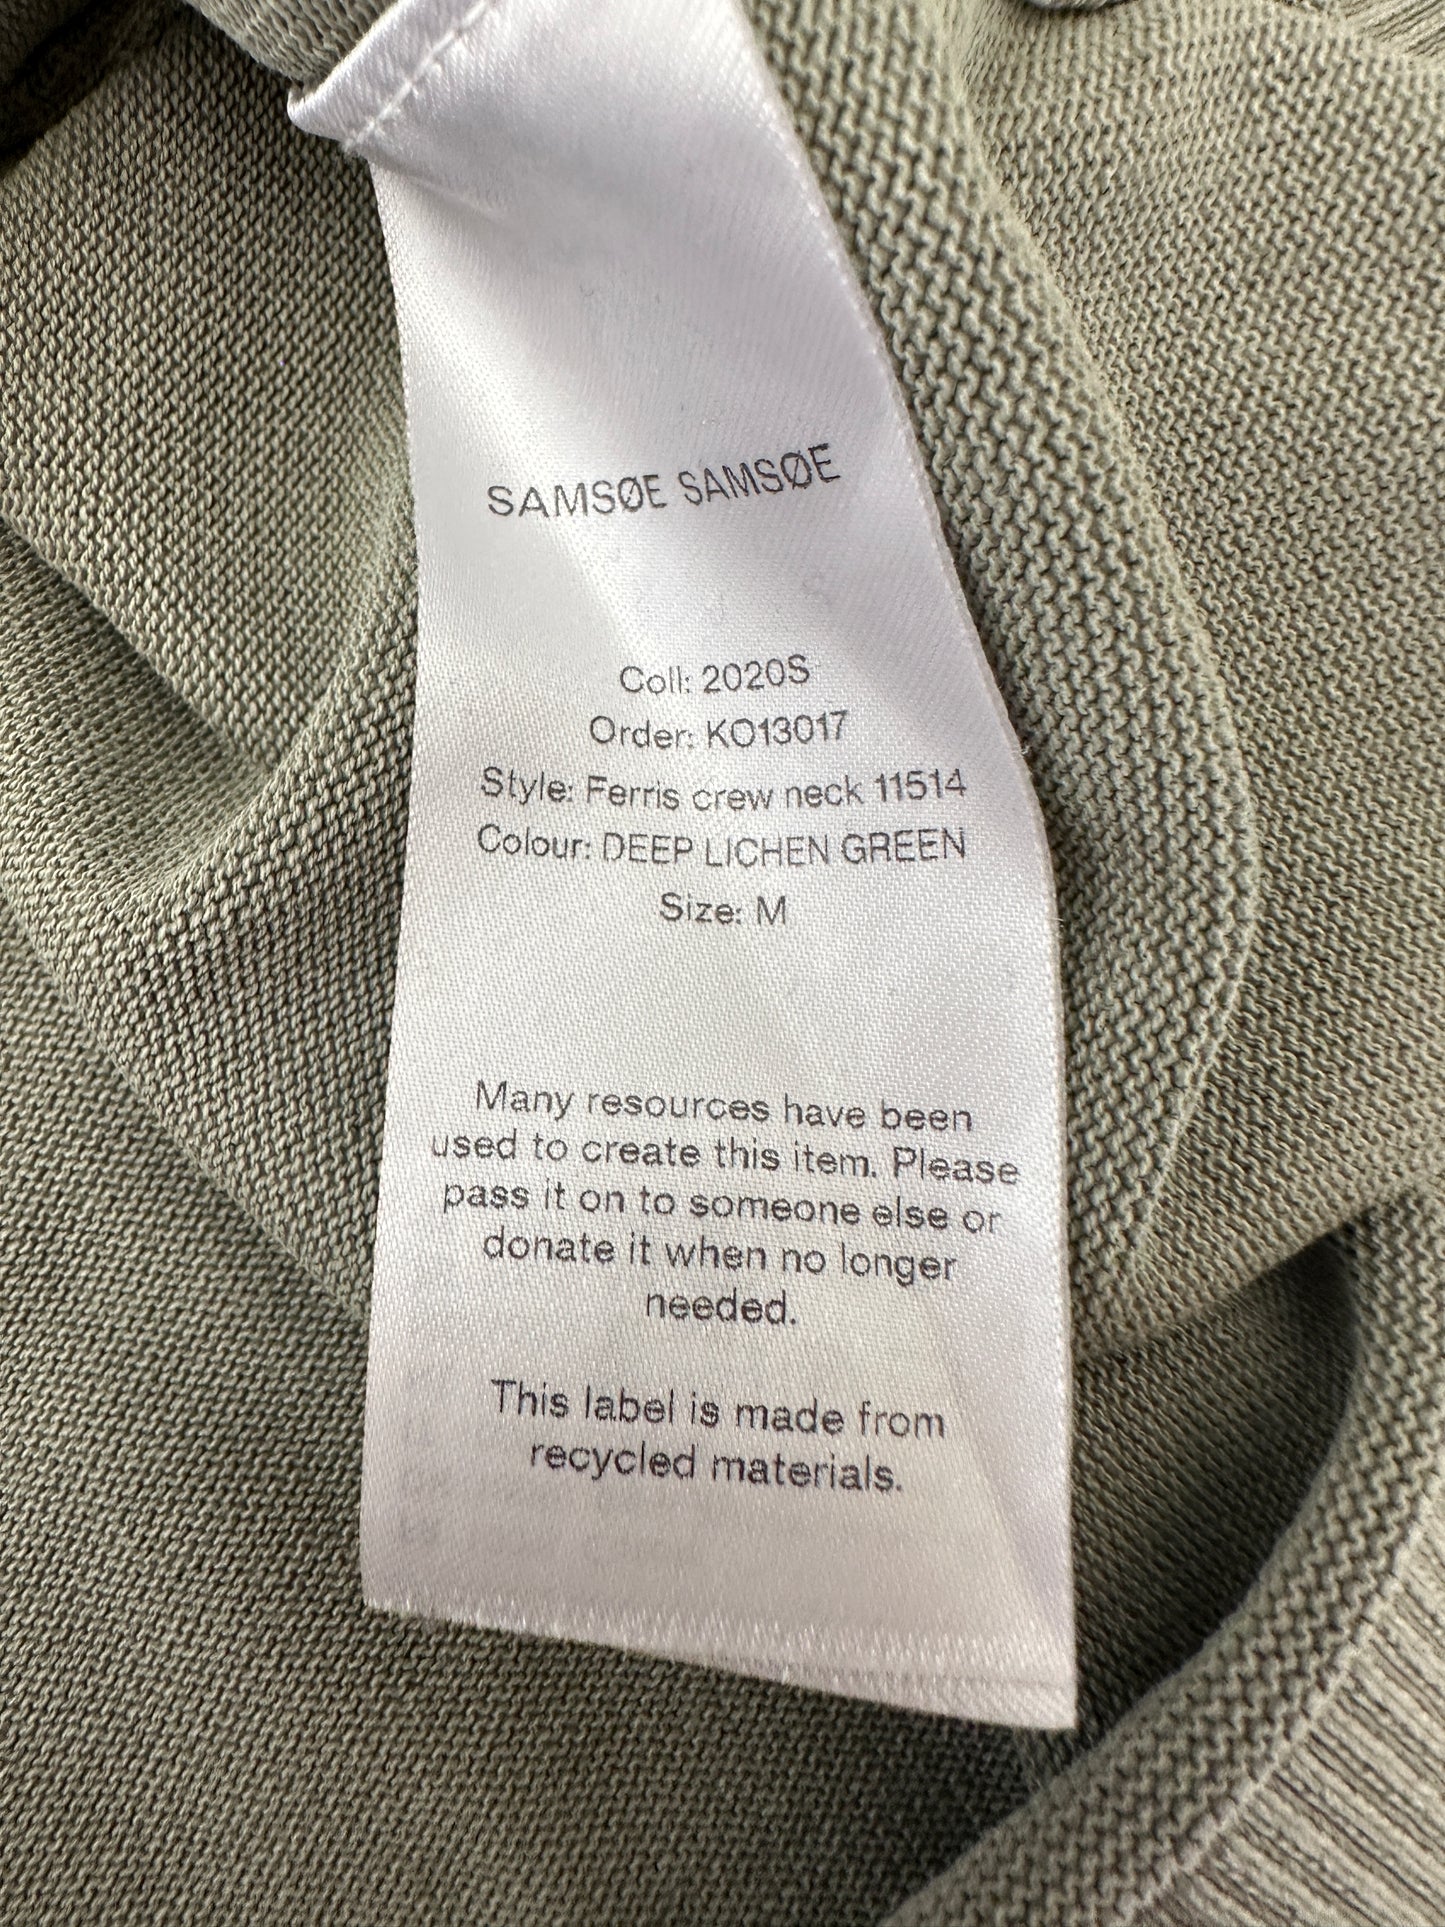 SAMSØE SAMSØE
Coll: 2020S
Order: KO13017
Style: Ferris crew neck 11514
Colour: DEEP LICHEN GREEN
Size: M
Many resources have been
used to create this item. Please
pass it on to someone else or
donate it when no longer
needed.
This label is made from
recycled materials.